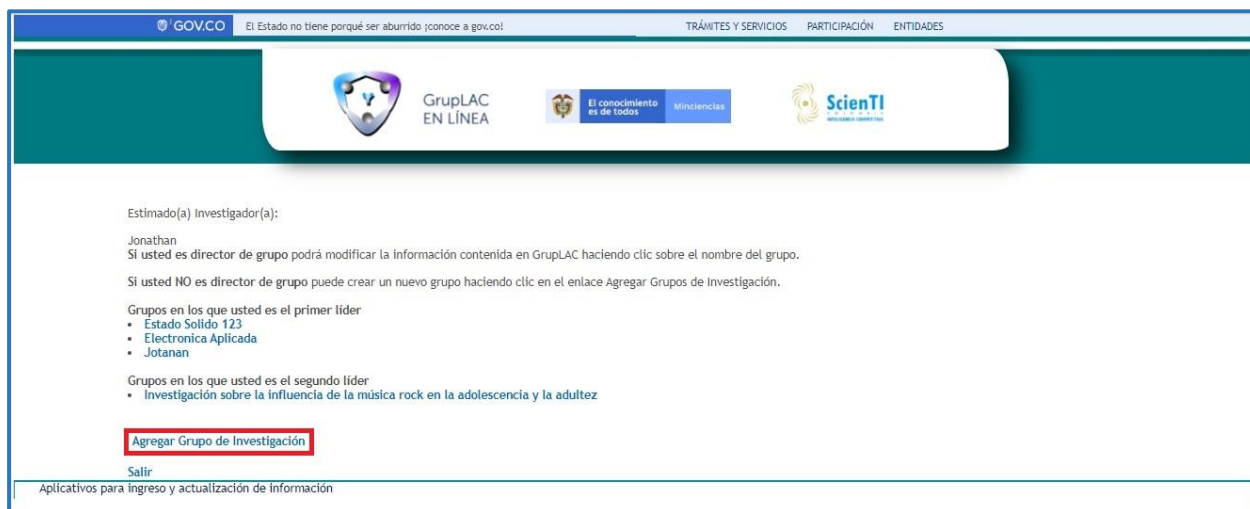 GOV.CO El Estado no tiene porqué ser aburrido ¡conoce a gov.co! TRÁMITES Y SERVICIOS PARTICIPACIÓN ENTIDADES
GrupLAC
EN LÍNEA
El conocimiento
es de todos
Minciencias
ScienTI
COLOMBIA
Estimado(a) Investigador(a):
Jonathan
Si usted es director de grupo podrá modificar la información contenida en GrupLAC haciendo clic sobre el nombre del grupo.
Si usted NO es director de grupo puede crear un nuevo grupo haciendo clic en el enlace Agregar Grupos de Investigación.
Grupos en los que usted es el primer líder
• Estado Solido 123
• Electronica Aplicada
• Jotanan
Grupos en los que usted es el segundo líder
• Investigación sobre la influencia de la música rock en la adolescencia y la adultez
Agregar Grupo de Investigación
Salir
Aplicativos para ingreso y actualización de información